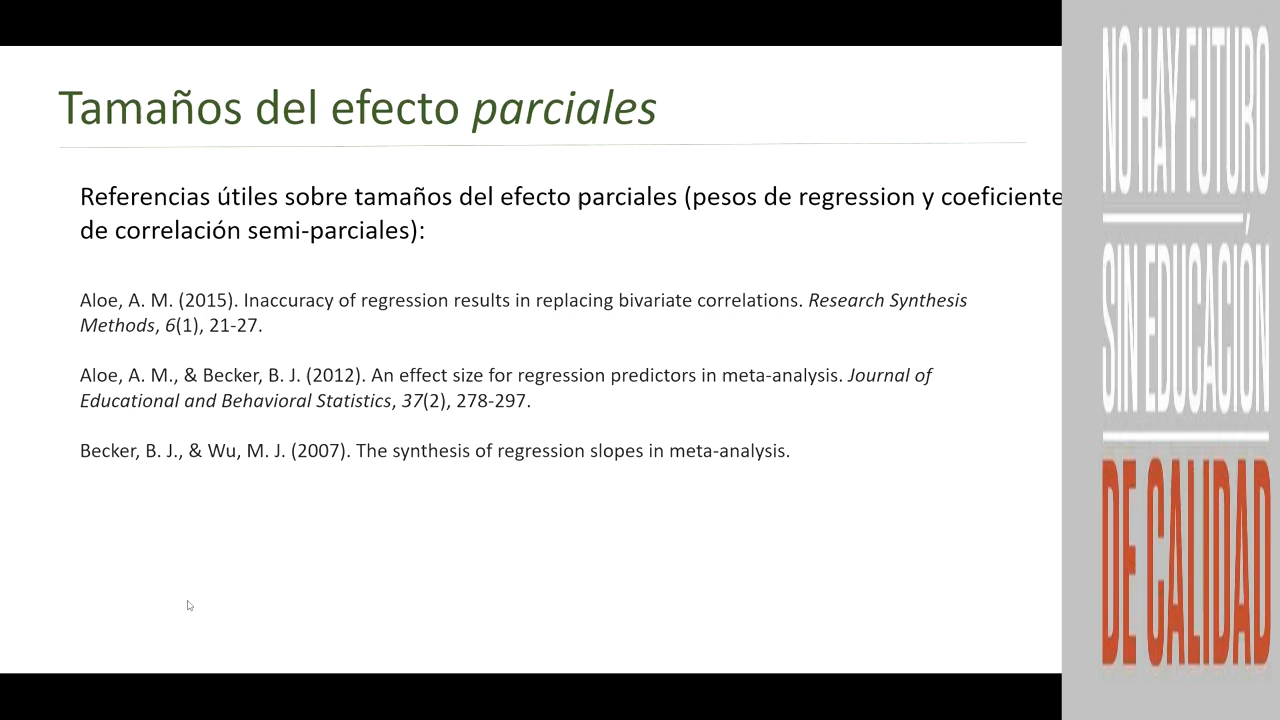 Tamaños del efecto parciales
Referencias útiles sobre tamaños del efecto parciales (pesos de regression y coeficiente
de correlación semi-parciales):
Aloe, A. M. (2015). Inaccuracy of regression results in replacing bivariate correlations. Research Synthesis
Methods, 6(1), 21-27.
Aloe, A. M., & Becker, B. J. (2012). An effect size for regression predictors in meta-analysis. Journal of
Educational and Behavioral Statistics, 37(2), 278-297.
Becker, B. J., & Wu, M. J. (2007). The synthesis of regression slopes in meta-analysis.
NO HAY FUTURO
SIN EDUCACIÓN
DE CALIDAD